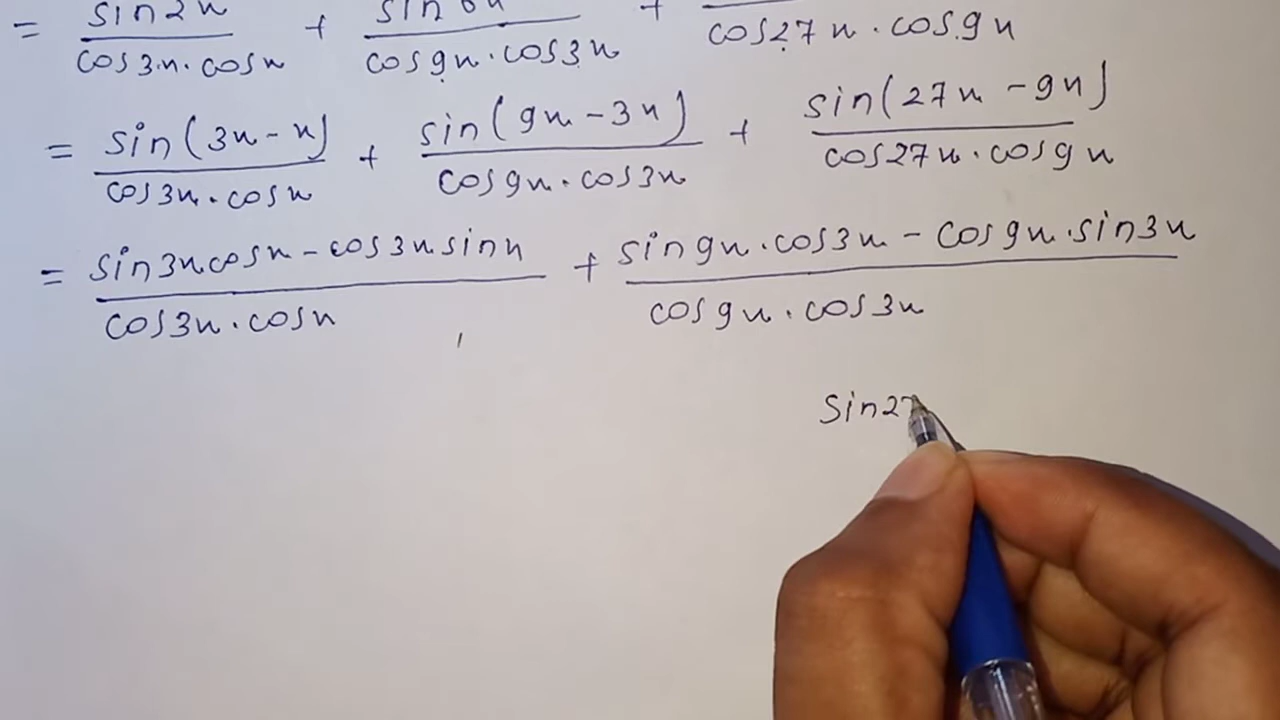 = sin2x / cos3x · cosx + sin6x / cos9x · cos3x + / cos27x · cos9x
= sin(3x - x) / cos3x · cosx + sin(9x - 3x) / cos9x · cos3x + sin(27x - 9x) / cos27x · cos9x
= sin3x cosx - cos3x sinx / cos3x · cosx + sin9x · cos3x - cos9x · sin3x / cos9x · cos3x
sin27